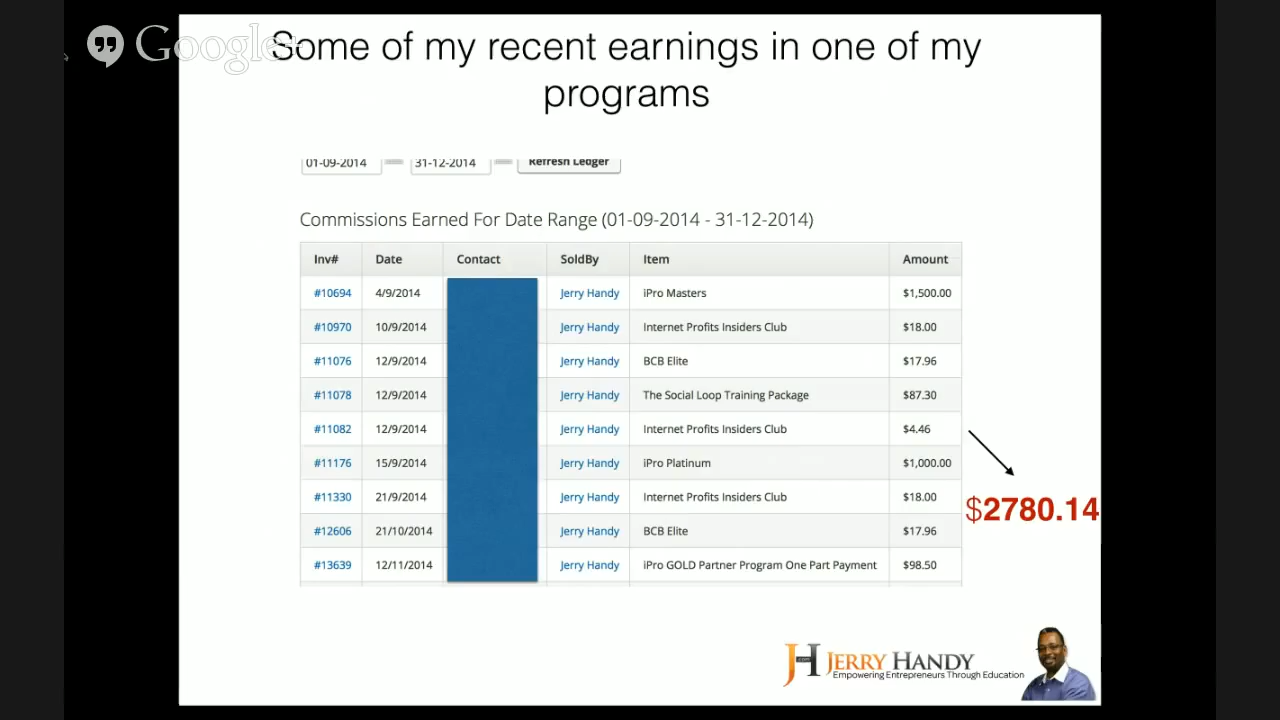 Google+
Some of my recent earnings in one of my
programs
01-09-2014 31-12-2014 Refresh Ledger
Commissions Earned For Date Range (01-09-2014 - 31-12-2014)
Inv# Date Contact SoldBy Item Amount
#10694 4/9/2014 Jerry Handy iPro Masters $1,500.00
#10970 10/9/2014 Jerry Handy Internet Profits Insiders Club $18.00
#11076 12/9/2014 Jerry Handy BCB Elite $17.96
#11078 12/9/2014 Jerry Handy The Social Loop Training Package $87.30
#11082 12/9/2014 Jerry Handy Internet Profits Insiders Club $4.46
#11176 15/9/2014 Jerry Handy iPro Platinum $1,000.00
#11330 21/9/2014 Jerry Handy Internet Profits Insiders Club $18.00
$2780.14
#12606 21/10/2014 Jerry Handy BCB Elite $17.96
#13639 12/11/2014 Jerry Handy iPro GOLD Partner Program One Part Payment $98.50
JH JERRY HANDY
Empowering Entrepreneurs Through Education